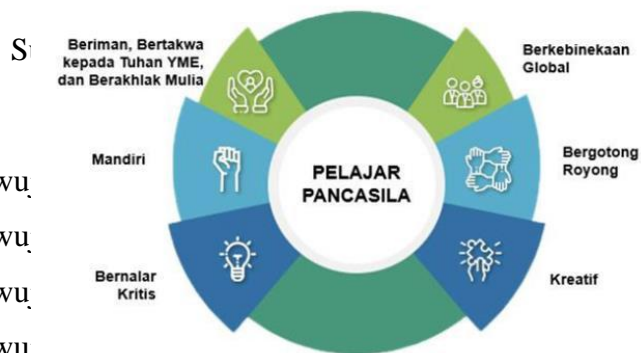 Beriman, Bertakwa
kepada Tuhan YME,
dan Berakhlak Mulia
Berkebinekaan
Global
Mandiri
PELAJAR
PANCASILA
Bergotong
Royong
Bernalar
Kritis
Kreatif